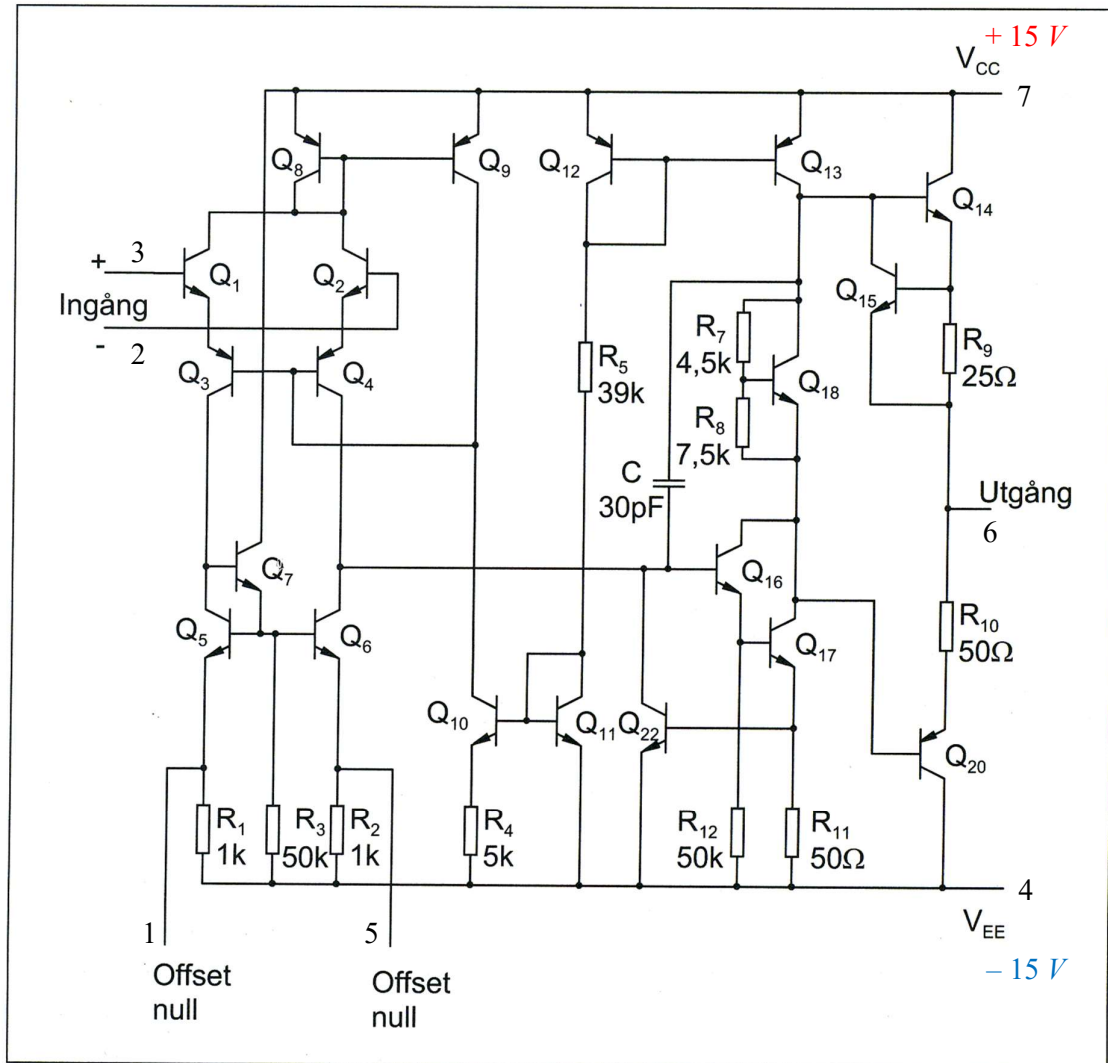 + 15 V
V_CC
7
Q8
Q9
Q12
Q13
Q14
+ 3
Q1
Q2
Q15
Ingång
- 2
Q3
Q4
R5
39k
R7
4,5k
Q18
R9
25Ω
R8
7,5k
C
30pF
Utgång
6
Q7
Q16
Q5
Q6
Q17
R10
50Ω
Q10
Q11
Q22
Q20
R1
1k
R3
50k
R2
1k
R4
5k
R12
50k
R11
50Ω
4
V_EE
1
5
– 15 V
Offset
null
Offset
null